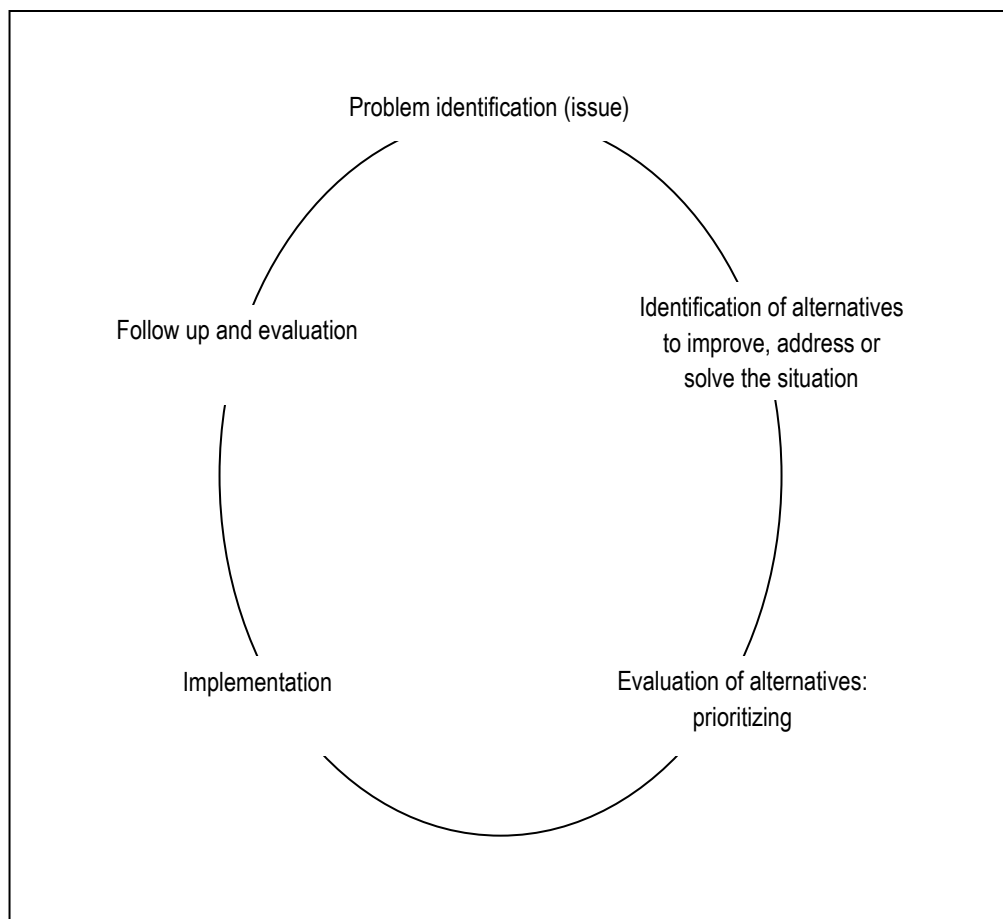 Problem identification (issue)
Identification of alternatives
to improve, address or
solve the situation
Evaluation of alternatives:
prioritizing
Implementation
Follow up and evaluation